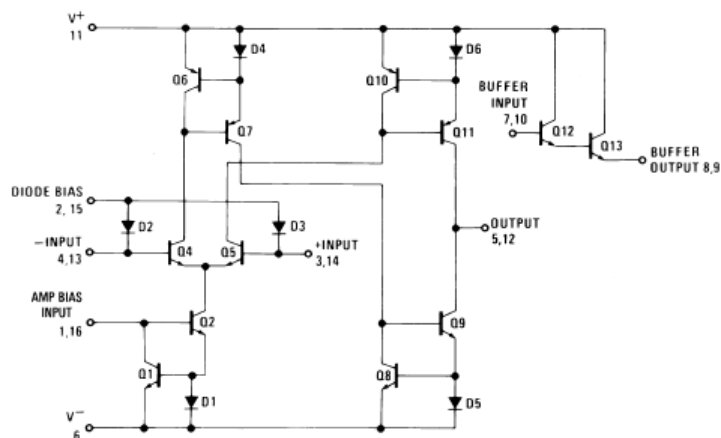 V+
11
D4
D6
Q6
Q10
BUFFER
INPUT
7,10
Q7
Q11
Q12
Q13
BUFFER
OUTPUT 8,9
DIODE BIAS
2, 15
D2
D3
–INPUT
4,13
Q4
Q5
+INPUT
3,14
OUTPUT
5,12
AMP BIAS
INPUT
1,16
Q2
Q9
Q1
Q8
D1
D5
V–
6